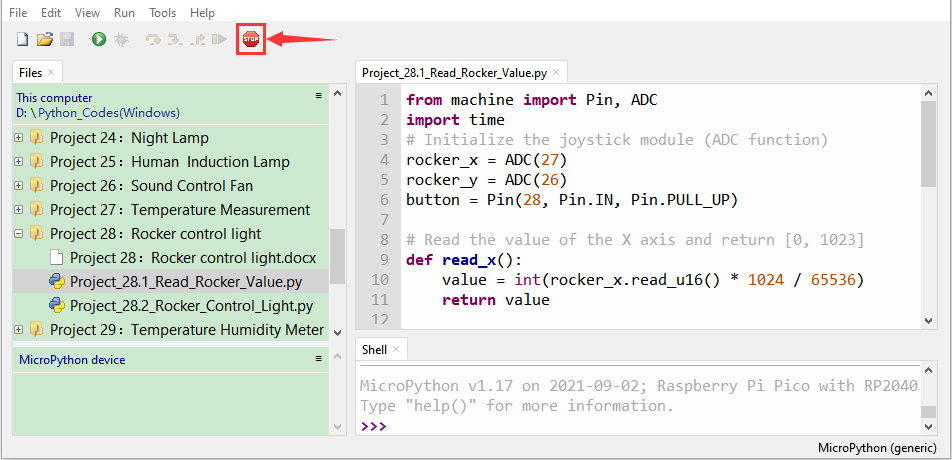 File Edit View Run Tools Help
STOP
Files
This computer
D: \ Python_Codes(Windows)
Project 24：Night Lamp
Project 25：Human Induction Lamp
Project 26：Sound Control Fan
Project 27：Temperature Measurement
Project 28：Rocker control light
Project 28：Rocker control light.docx
Project_28.1_Read_Rocker_Value.py
Project_28.2_Rocker_Control_Light.py
Project 29：Temperature Humidity Meter
MicroPython device
Project_28.1_Read_Rocker_Value.py
1 from machine import Pin, ADC
2 import time
3 # Initialize the joystick module (ADC function)
4 rocker_x = ADC(27)
5 rocker_y = ADC(26)
6 button = Pin(28, Pin.IN, Pin.PULL_UP)
7
8 # Read the value of the X axis and return [0, 1023]
9 def read_x():
10 value = int(rocker_x.read_u16() * 1024 / 65536)
11 return value
12
Shell
MicroPython v1.17 on 2021-09-02; Raspberry Pi Pico with RP2040
Type "help()" for more information.
>>>
MicroPython (generic)